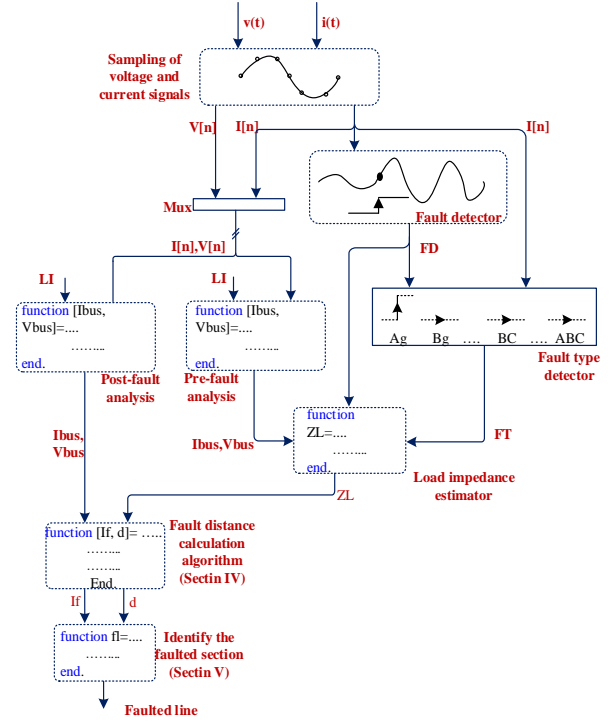 v(t)
i(t)
Sampling of
voltage and
current signals
V[n]
I[n]
I[n]
Mux
Fault detector
I[n],V[n]
FD
LI
LI
function [Ibus,
Vbus]=....
………
end.
Post-fault
analysis
function [Ibus,
Vbus]=....
………
end.
Pre-fault
analysis
Ag Bg …. BC …. ABC
Fault type
detector
Ibus,
Vbus
Ibus,Vbus
function
ZL=....
………
end.
FT
Load impedance
estimator
ZL
function [If, d]= …..
………
………
End.
Fault distance
calculation
algorithm
(Sectin IV)
If
d
function fl=....
………
end.
Identify the
faulted section
(Sectin V)
Faulted line